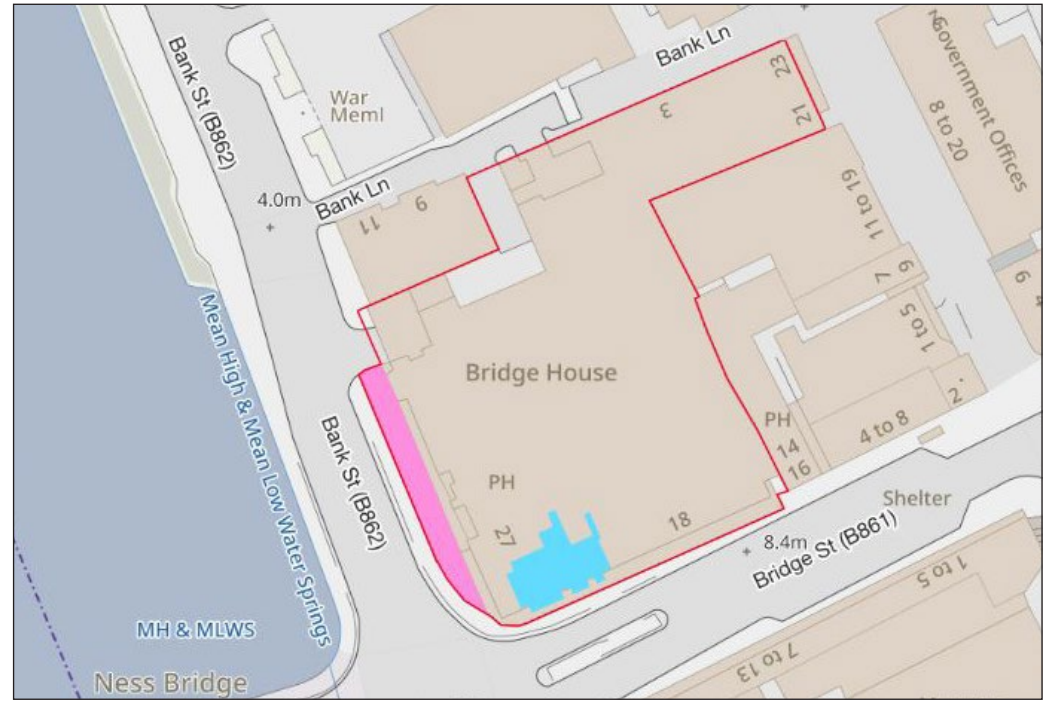 Bank St (B862)
Bank Ln
War
Meml
23
21
3
Government Offices
8 to 20
4.0m
Bank Ln
11
9
11 to 19
9
7
6
4
1 to 5
Mean High & Mean Low Water Springs
Bridge House
2
Bank St (B862)
PH
14
16
4 to 8
PH
27
18
Shelter
8.4m
Bridge St (B861)
1 to 5
7 to 13
MH & MLWS
Ness Bridge